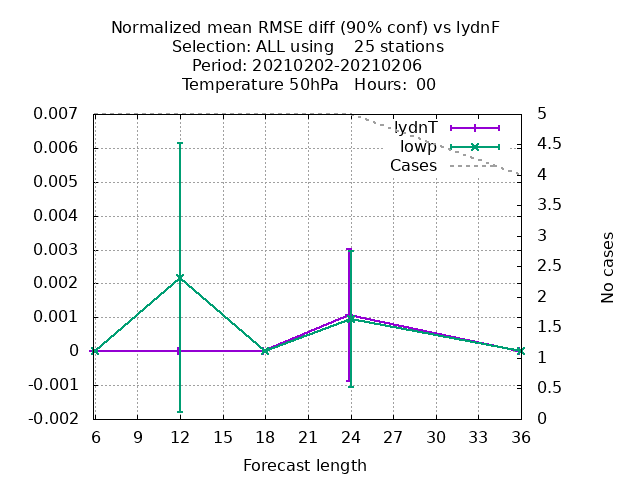 Normalized mean RMSE diff (90% conf) vs lydnF
Selection: ALL using    25 stations
Period: 20210202-20210206
Temperature 50hPa   Hours:  00
0.007
0.006
0.005
0.004
0.003
0.002
0.001
0
-0.001
-0.002
lydnT
lowp
Cases
5
4.5
4
3.5
3
2.5
2
1.5
1
0.5
0
No cases
6 9 12 15 18 21 24 27 30 33 36
Forecast length